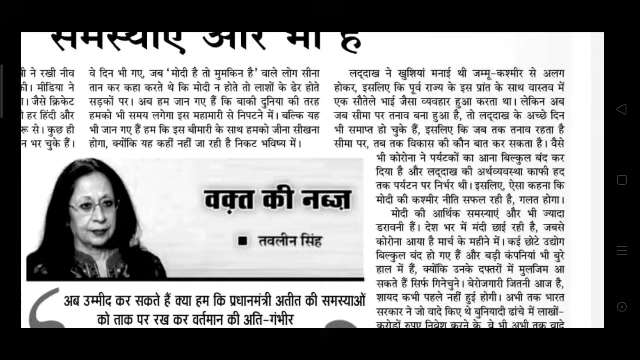 समस्याएं और भी हैं
ी ने रखी नीव
की। मीडिया ने
। जैसे क्रिकेट
हर हिंदी और
रू से। कुछ ही
न भर चुके हैं।
वे दिन भी गए, जब 'मोदी है तो मुमकिन है' वाले लोग सीना
तान कर कहा करते थे कि मोदी न होते तो लाशों के ढेर होते
सड़कों पर। अब हम जान गए हैं कि बाकी दुनिया की तरह
हमको भी समय लगेगा इस महामारी से निपटने में। बल्कि यह
भी जान गए हैं हम कि इस बीमारी के साथ हमको जीना सीखना
होगा, क्योंकि यह कहीं नहीं जा रही है निकट भविष्य में।
वक़्त की नब्ज़
तवलीन सिंह
अब उम्मीद कर सकते हैं क्या हम कि प्रधानमंत्री अतीत की समस्याओं
को ताक पर रख कर वर्तमान की अति-गंभीर
लद्दाख ने खुशियां मनाई थी जम्मू-कश्मीर से अलग
होकर, इसलिए कि पूर्व राज्य के इस प्रांत के साथ वास्तव में
एक सौतेले भाई जैसा व्यवहार हुआ करता था। लेकिन अब
जब सीमा पर तनाव बना हुआ है, तो लद्दाख के अच्छे दिन
भी समाप्त हो चुके हैं, इसलिए कि जब तक तनाव रहता है
सीमा पर, तब तक विकास की कौन बात कर सकता है। वैसे
भी कोरोना ने पर्यटकों का आना बिल्कुल बंद कर
दिया है और लद्दाख की अर्थव्यवस्था काफी हद
तक पर्यटन पर निर्भर थी। इसलिए, ऐसा कहना कि
मोदी की कश्मीर नीति सफल रही है, गलत होगा।
मोदी की आर्थिक समस्याएं और भी ज्यादा
डरावनी हैं। देश भर में मंदी छाई रही है, जबसे
कोरोना आया है मार्च के महीने में। कई छोटे उद्योग
बिल्कुल बंद हो गए हैं और बड़ी कंपनियां भी बुरे
हाल में हैं, क्योंकि उनके दफ्तरों में मुलजिम आ
सकते हैं सिर्फ गिनेचुने। बेरोजगारी जितनी आज है,
शायद कभी पहले नहीं हुई होगी। अभी तक भारत
सरकार ने जो वादे किए थे बुनियादी ढांचे में लाखों-
करोड़ों रुपए निवेश करने के, वे भी अभी तक वादे